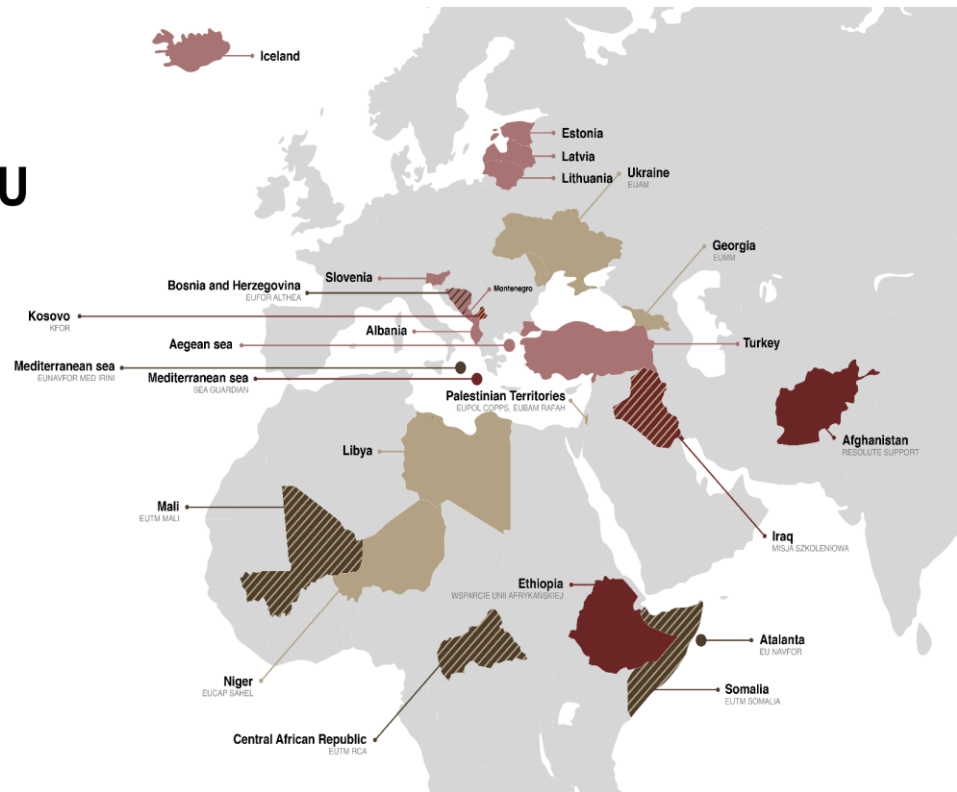 Iceland
Estonia
Latvia
Lithuania
U
Ukraine
EUAM
Georgia
EUMM
Slovenia
Bosnia and Herzegovina
EUFOR ALTHEA
Montenegro
Kosovo
KFOR
Albania
Aegean sea
Turkey
Mediterranean sea
EUNAVFOR MED IRINI
Mediterranean sea
SEA GUARDIAN
Palestinian Territories
EUPOL COPPS, EUBAM RAFAH
Afghanistan
RESOLUTE SUPPORT
Libya
Mali
EUTM MALI
Iraq
MISJA SZKOLENIOWA
Ethiopia
WSPARCIE UNII AFRYKAŃSKIEJ
Atalanta
EU NAVFOR
Niger
EUCAP SAHEL
Somalia
EUTM SOMALIA
Central African Republic
EUTM RCA